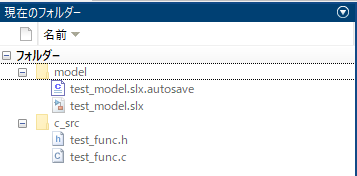 現在のフォルダー
名前
フォルダー
model
test_model.slx.autosave
test_model.slx
c_src
test_func.h
test_func.c